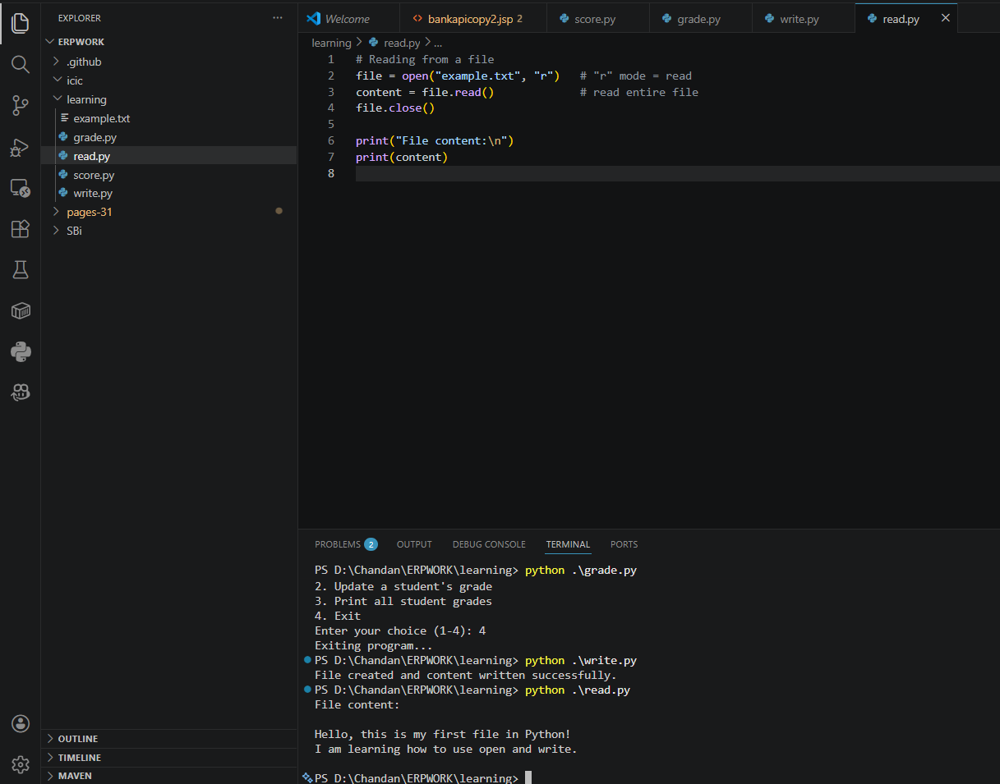 EXPLORER ...
ERPWORK
.github
icic
learning
example.txt
grade.py
read.py
score.py
write.py
pages-31
SBi
OUTLINE
TIMELINE
MAVEN
Welcome
bankapicopy2.jsp 2
score.py
grade.py
write.py
read.py
learning > read.py > ...
1 # Reading from a file
2 file = open("example.txt", "r")   # "r" mode = read
3 content = file.read()             # read entire file
4 file.close()
5
6 print("File content:\n")
7 print(content)
8
PROBLEMS 2 OUTPUT DEBUG CONSOLE TERMINAL PORTS
PS D:\Chandan\ERPWORK\learning> python .\grade.py
2. Update a student's grade
3. Print all student grades
4. Exit
Enter your choice (1-4): 4
Exiting program...
PS D:\Chandan\ERPWORK\learning> python .\write.py
File created and content written successfully.
PS D:\Chandan\ERPWORK\learning> python .\read.py
File content:

Hello, this is my first file in Python!
I am learning how to use open and write.

PS D:\Chandan\ERPWORK\learning>